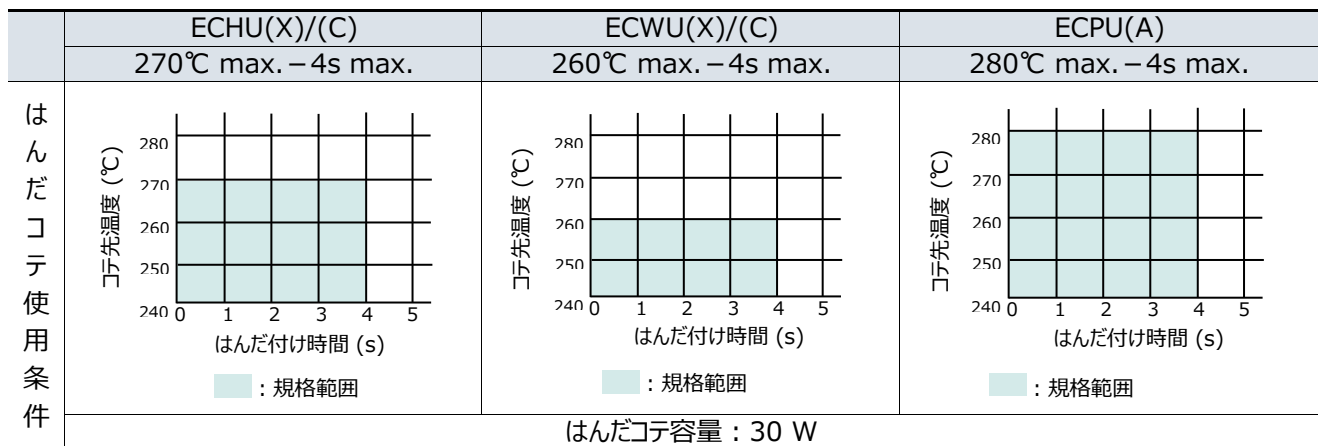 ECHU(X)/(C)
ECWU(X)/(C)
ECPU(A)
270℃ max.－4s max.
260℃ max.－4s max.
280℃ max.－4s max.
はんだコテ使用条件
コテ先温度 (℃)
280
270
260
250
240
0 1 2 3 4 5
はんだ付け時間 (s)
：規格範囲
コテ先温度 (℃)
280
270
260
250
240
0 1 2 3 4 5
はんだ付け時間 (s)
：規格範囲
コテ先温度 (℃)
280
270
260
250
240
0 1 2 3 4 5
はんだ付け時間 (s)
：規格範囲
はんだコテ容量：30 W